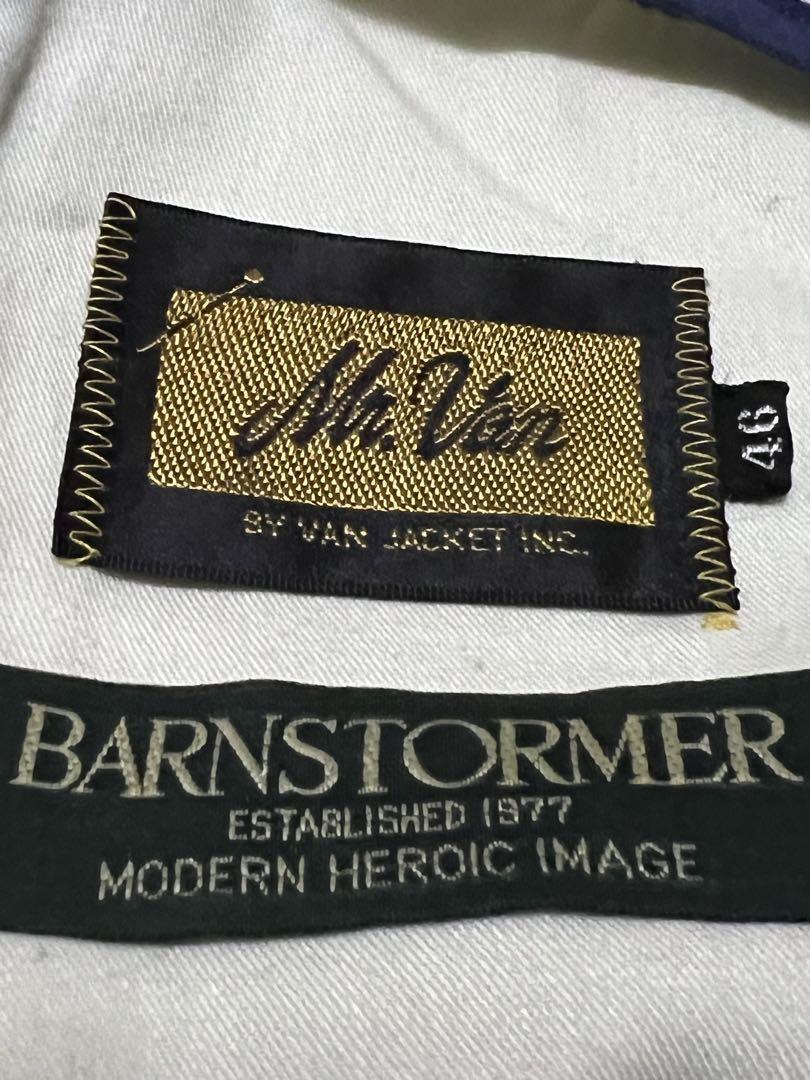 Mr. Van
BY VAN JACKET INC.
46
BARNSTORMER
ESTABLISHED 1977
MODERN HEROIC IMAGE